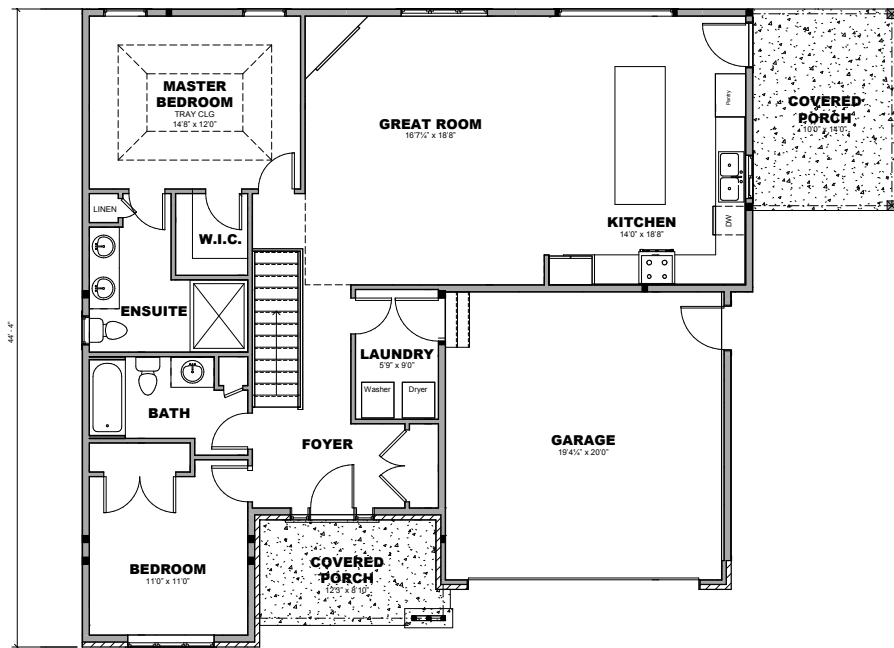 MASTER
BEDROOM
TRAY CLG
14'8" x 12'0"
GREAT ROOM
16'7¼" x 18'8"
Pantry
COVERED
PORCH
10'0" x 14'0"
LINEN
W.I.C.
KITCHEN
14'0" x 18'8"
DW
ENSUITE
44' - 4"
LAUNDRY
5'9" x 9'0"
Washer
Dryer
BATH
FOYER
GARAGE
19'4¼" x 20'0"
BEDROOM
11'0" x 11'0"
COVERED
PORCH
12'3" x 8'10"